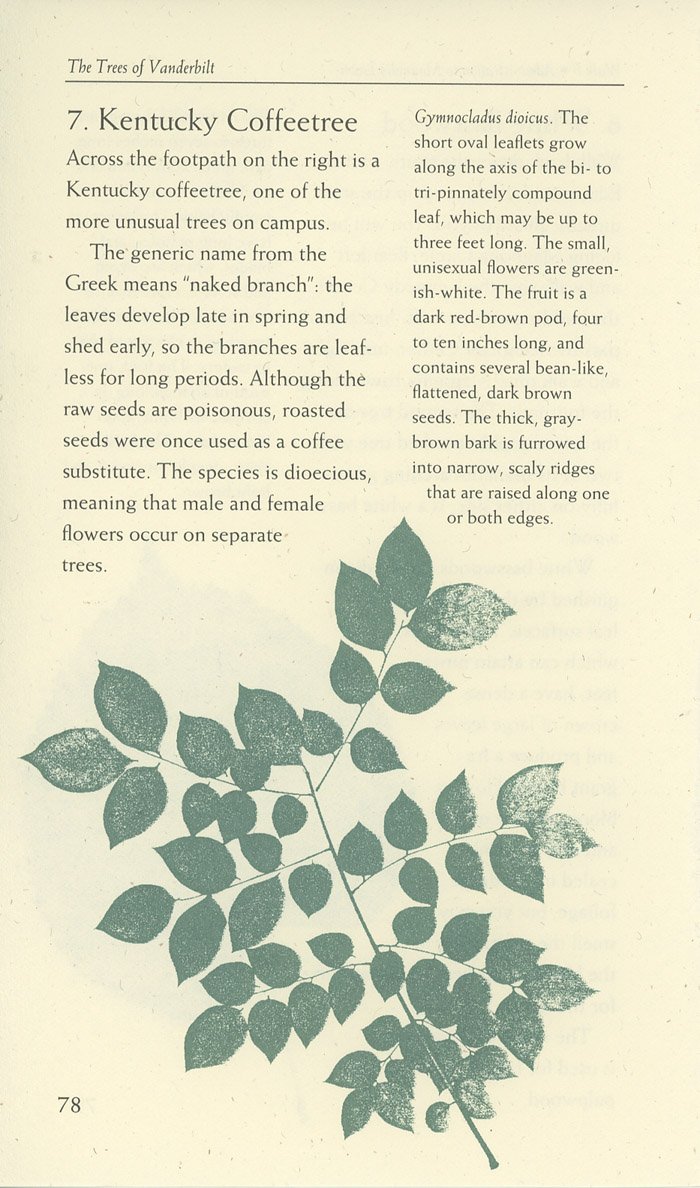 The Trees of Vanderbilt
7. Kentucky Coffeetree
Across the footpath on the right is a
Kentucky coffeetree, one of the
more unusual trees on campus.
The generic name from the
Greek means “naked branch”: the
leaves develop late in spring and
shed early, so the branches are leaf-
less for long periods. Although the
raw seeds are poisonous, roasted
seeds were once used as a coffee
substitute. The species is dioecious,
meaning that male and female
flowers occur on separate
trees.
Gymnocladus dioicus. The
short oval leaflets grow
along the axis of the bi- to
tri-pinnately compound
leaf, which may be up to
three feet long. The small,
unisexual flowers are green-
ish-white. The fruit is a
dark red-brown pod, four
to ten inches long, and
contains several bean-like,
flattened, dark brown
seeds. The thick, gray-
brown bark is furrowed
into narrow, scaly ridges
that are raised along one
or both edges.
78